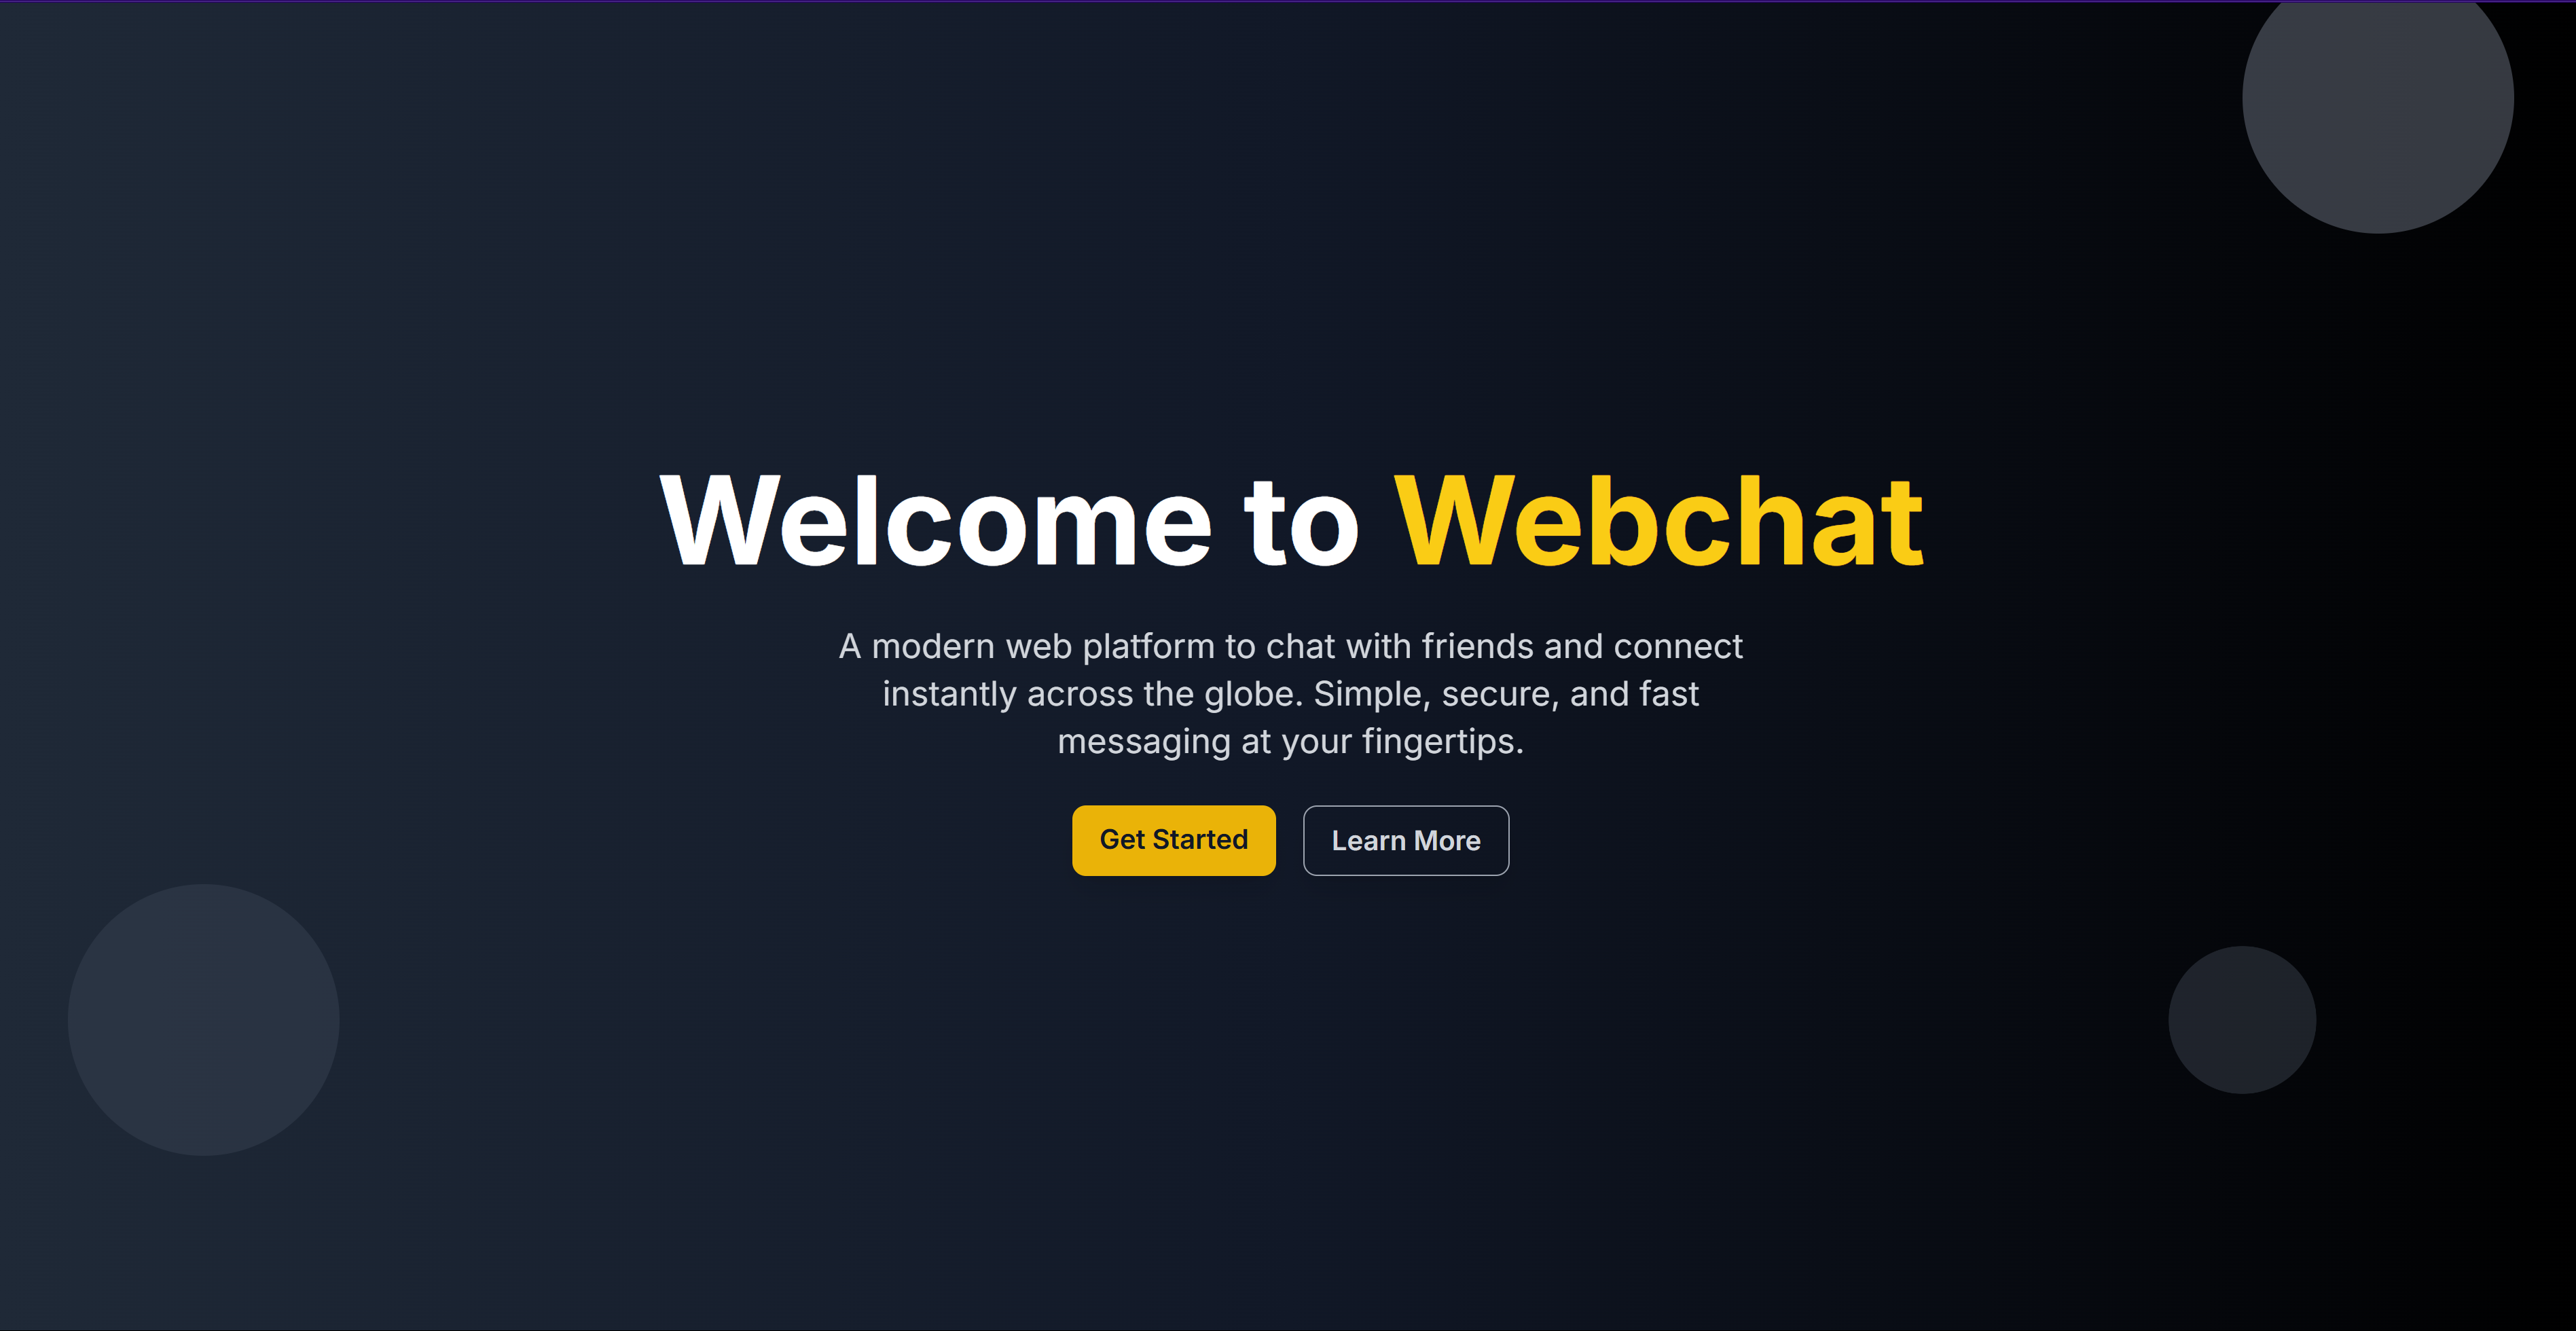 Welcome to Webchat
A modern web platform to chat with friends and connect
instantly across the globe. Simple, secure, and fast
messaging at your fingertips.
Get Started
Learn More